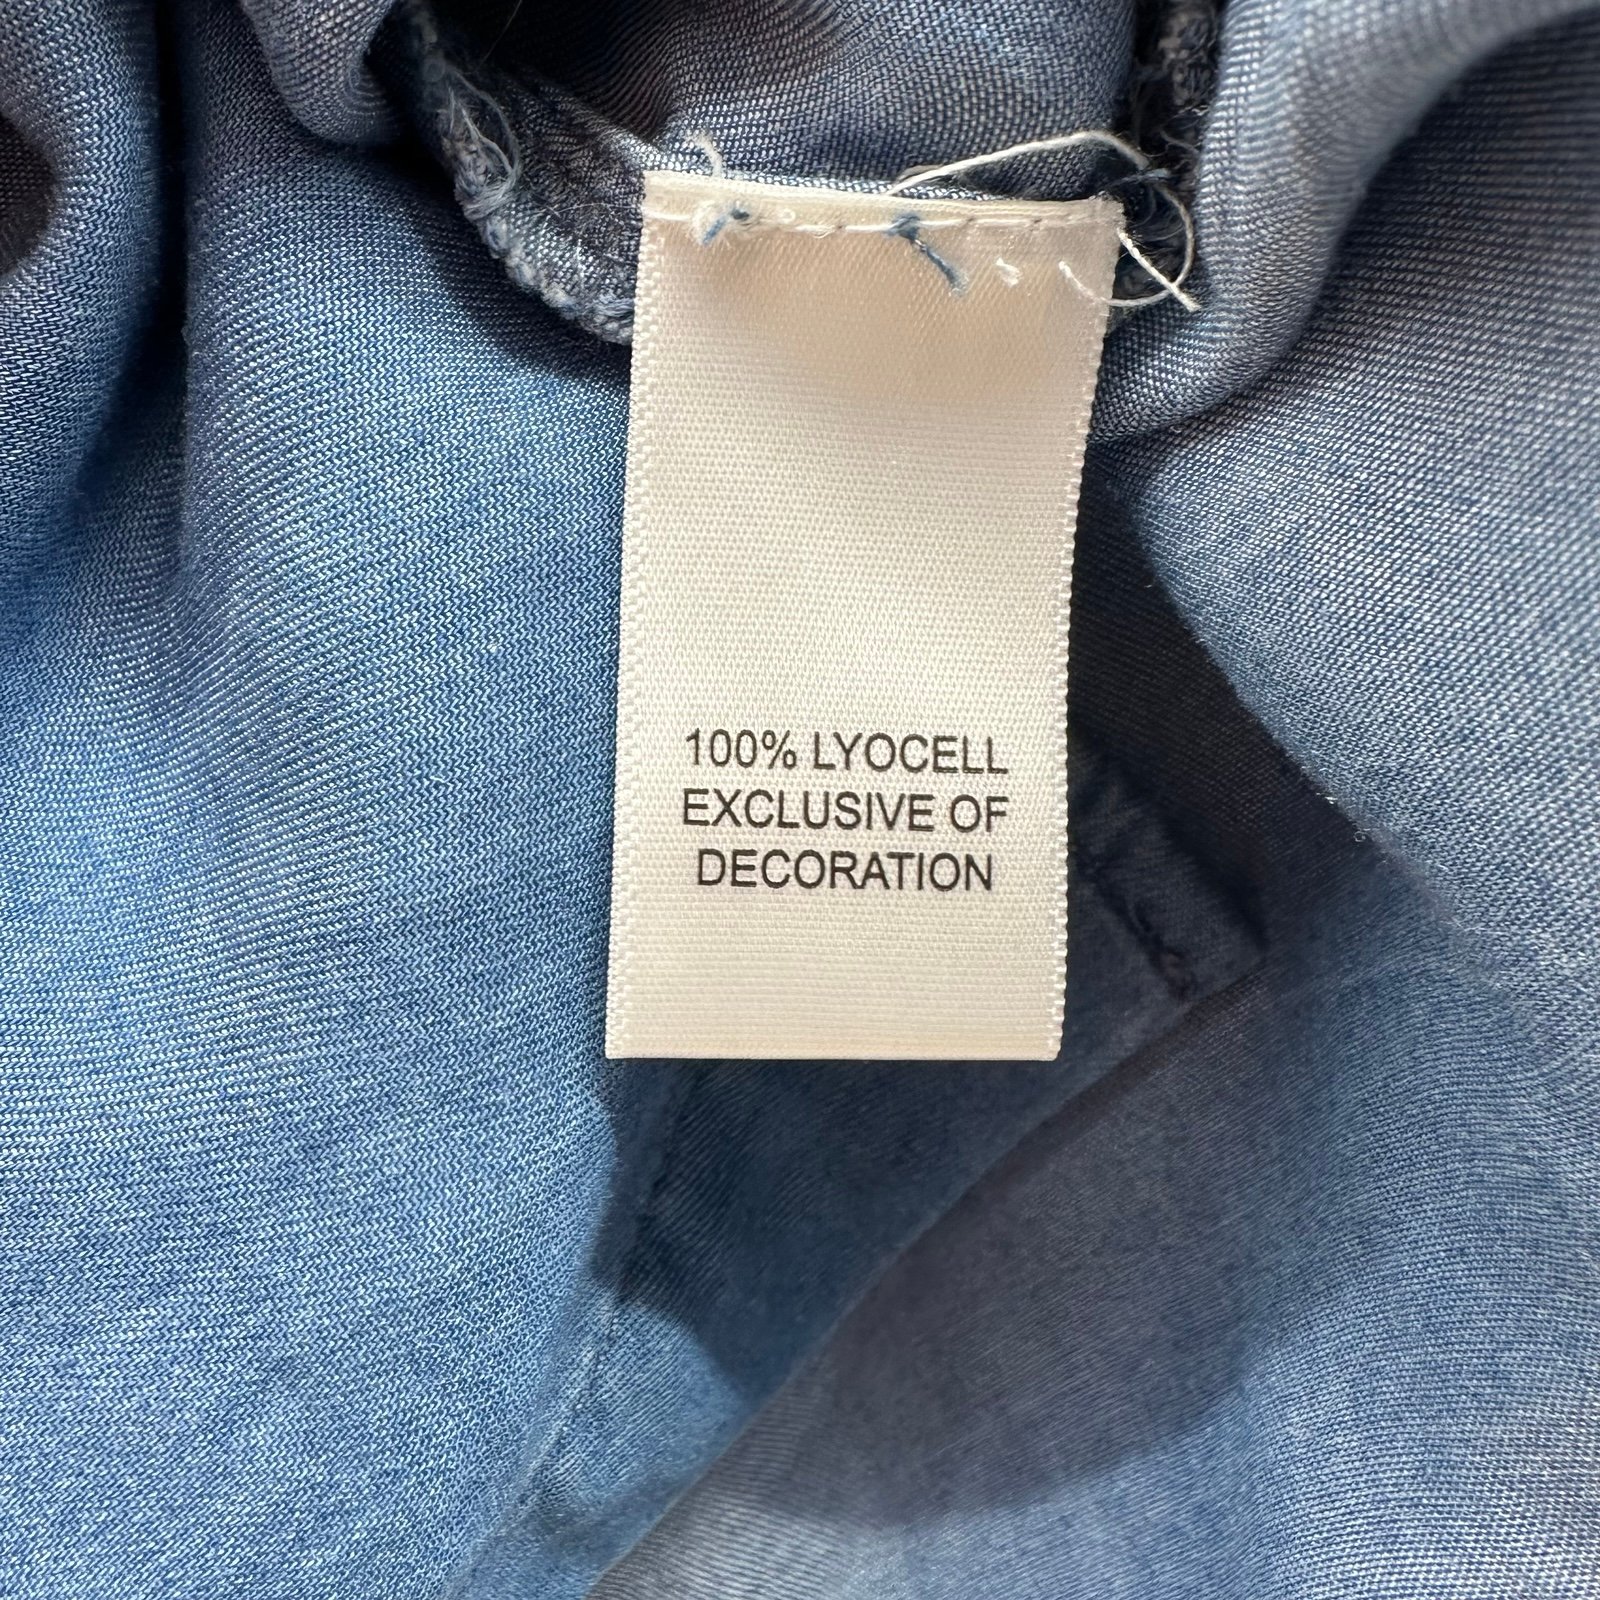 100% LYOCELL
EXCLUSIVE OF
DECORATION